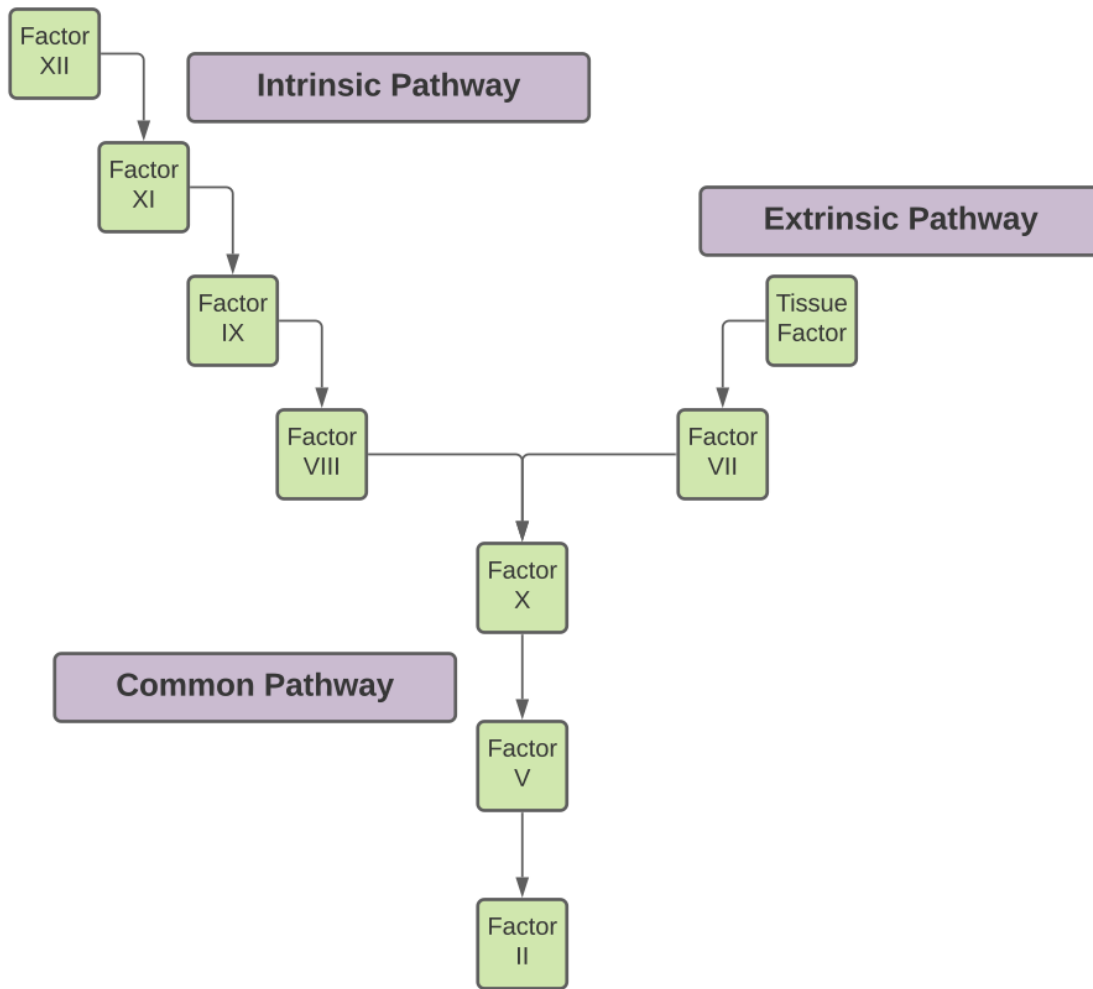 Factor
XII
Intrinsic Pathway
Factor
XI
Extrinsic Pathway
Factor
IX
Tissue
Factor
Factor
VIII
Factor
VII
Factor
X
Common Pathway
Factor
V
Factor
II